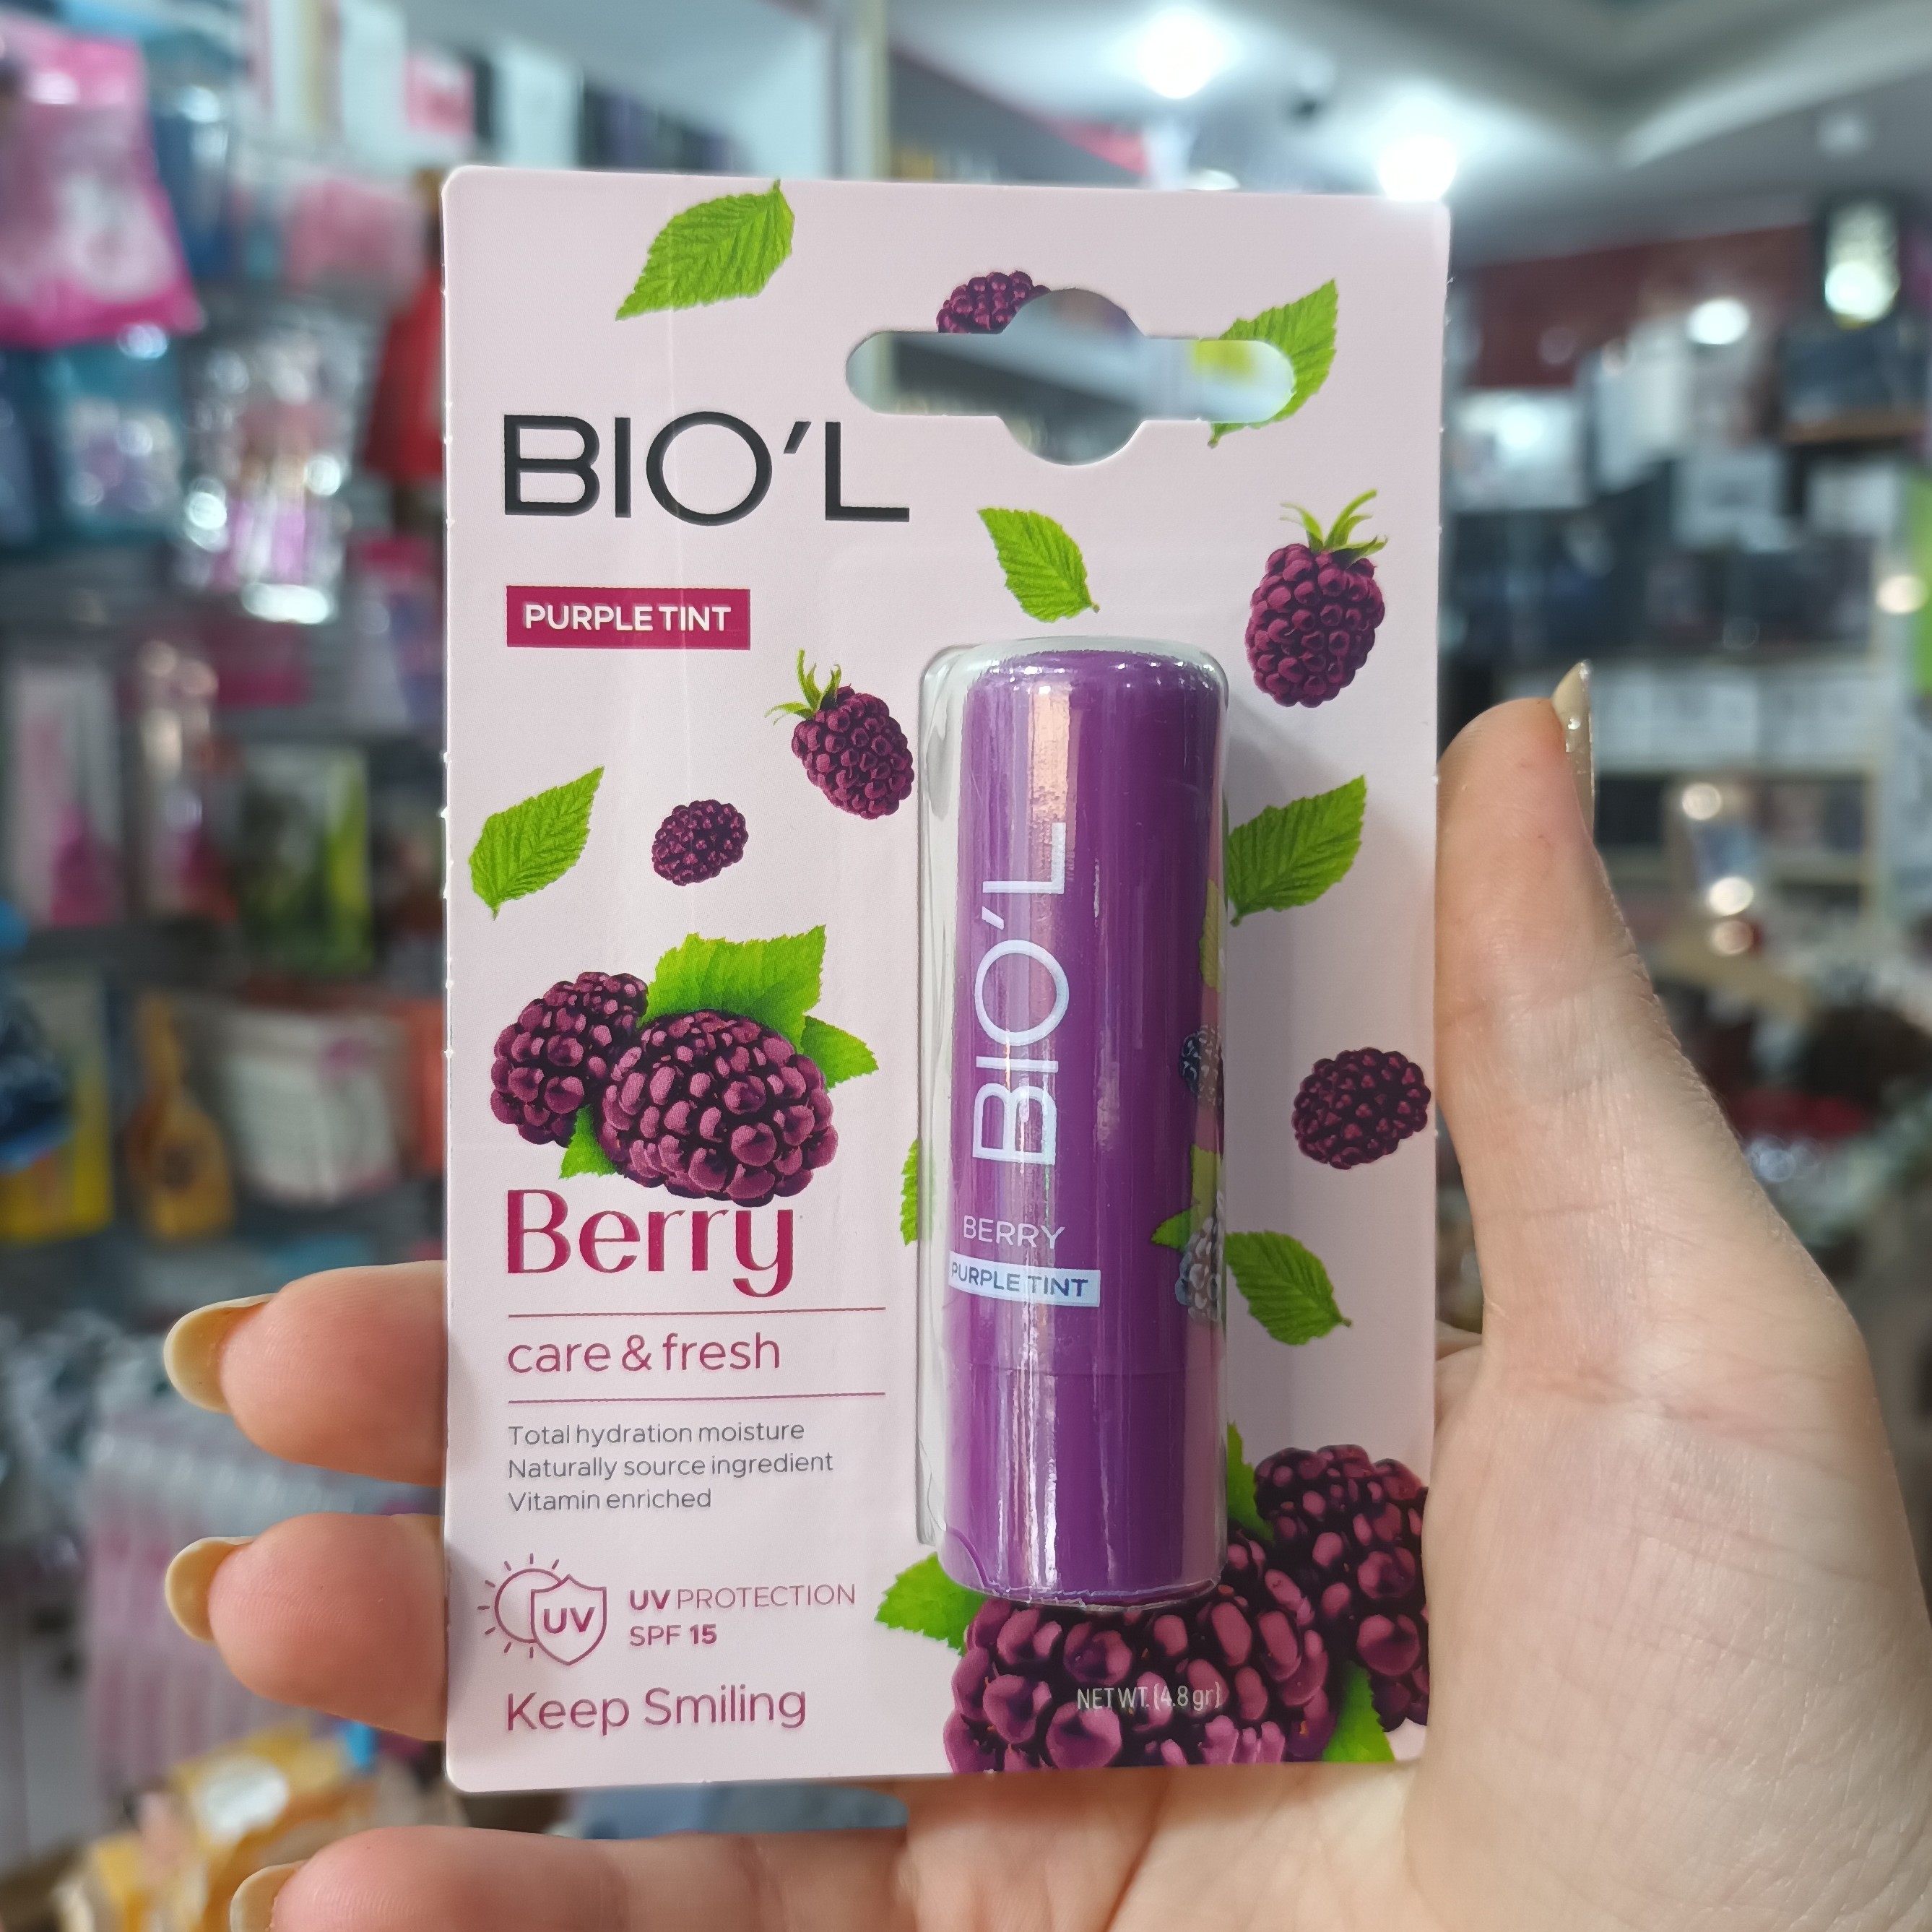 BIO'L
PURPLE TINT
BIO'L
BERRY
PURPLE TINT
Berry
care & fresh
Total hydration moisture
Naturally source ingredient
Vitamin enriched
UV
UV PROTECTION
SPF 15
Keep Smiling
NET WT. (4.8 gr)